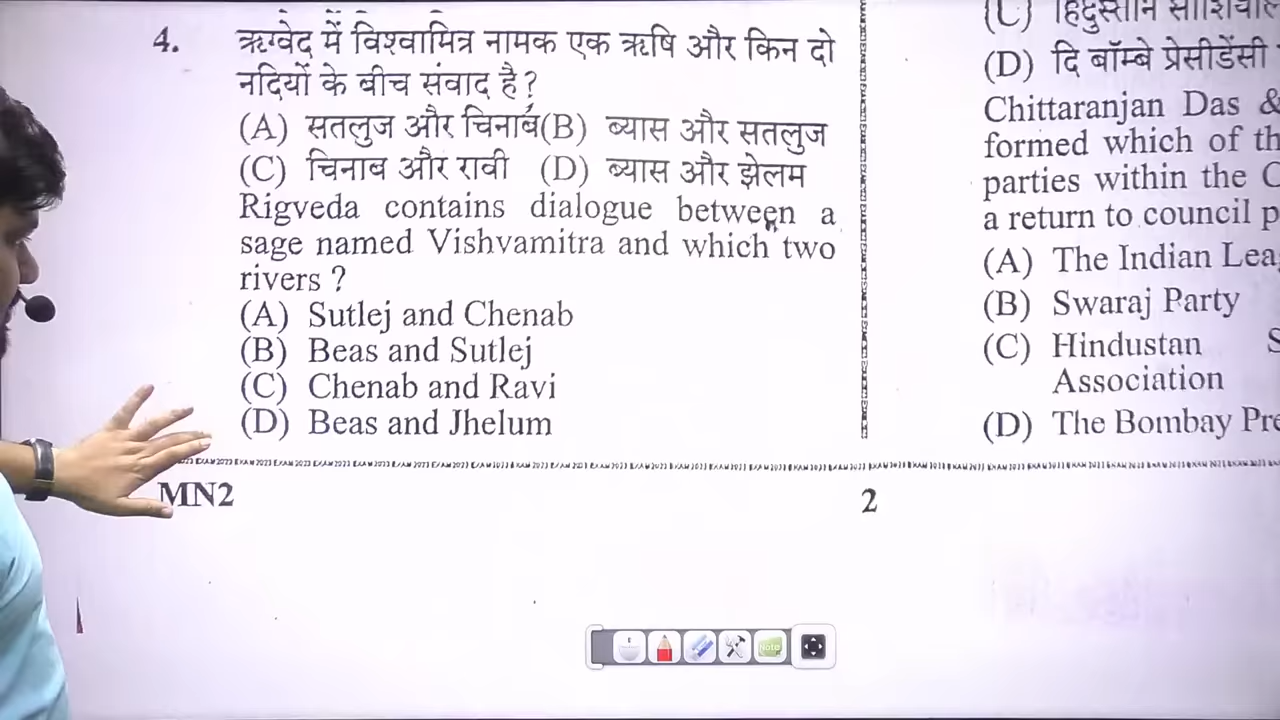 4. ऋग्वेद में विश्वामित्र नामक एक ऋषि और किन दो
नदियों के बीच संवाद है?
(A) सतलुज और चिनाब(B) ब्यास और सतलुज
(C) चिनाब और रावी (D) ब्यास और झेलम
Rigveda contains dialogue between a
sage named Vishvamitra and which two
rivers ?
(A) Sutlej and Chenab
(B) Beas and Sutlej
(C) Chenab and Ravi
(D) Beas and Jhelum
MN2
(C) हिंदुस्तान
(D) दि बॉम्बे प्रेसीडेंसी
Chittaranjan Das &
formed which of
parties within the
a return to council
(A) The Indian
(B) Swaraj Party
(C) Hindustan
Association
(D) The Bombay
2
Note